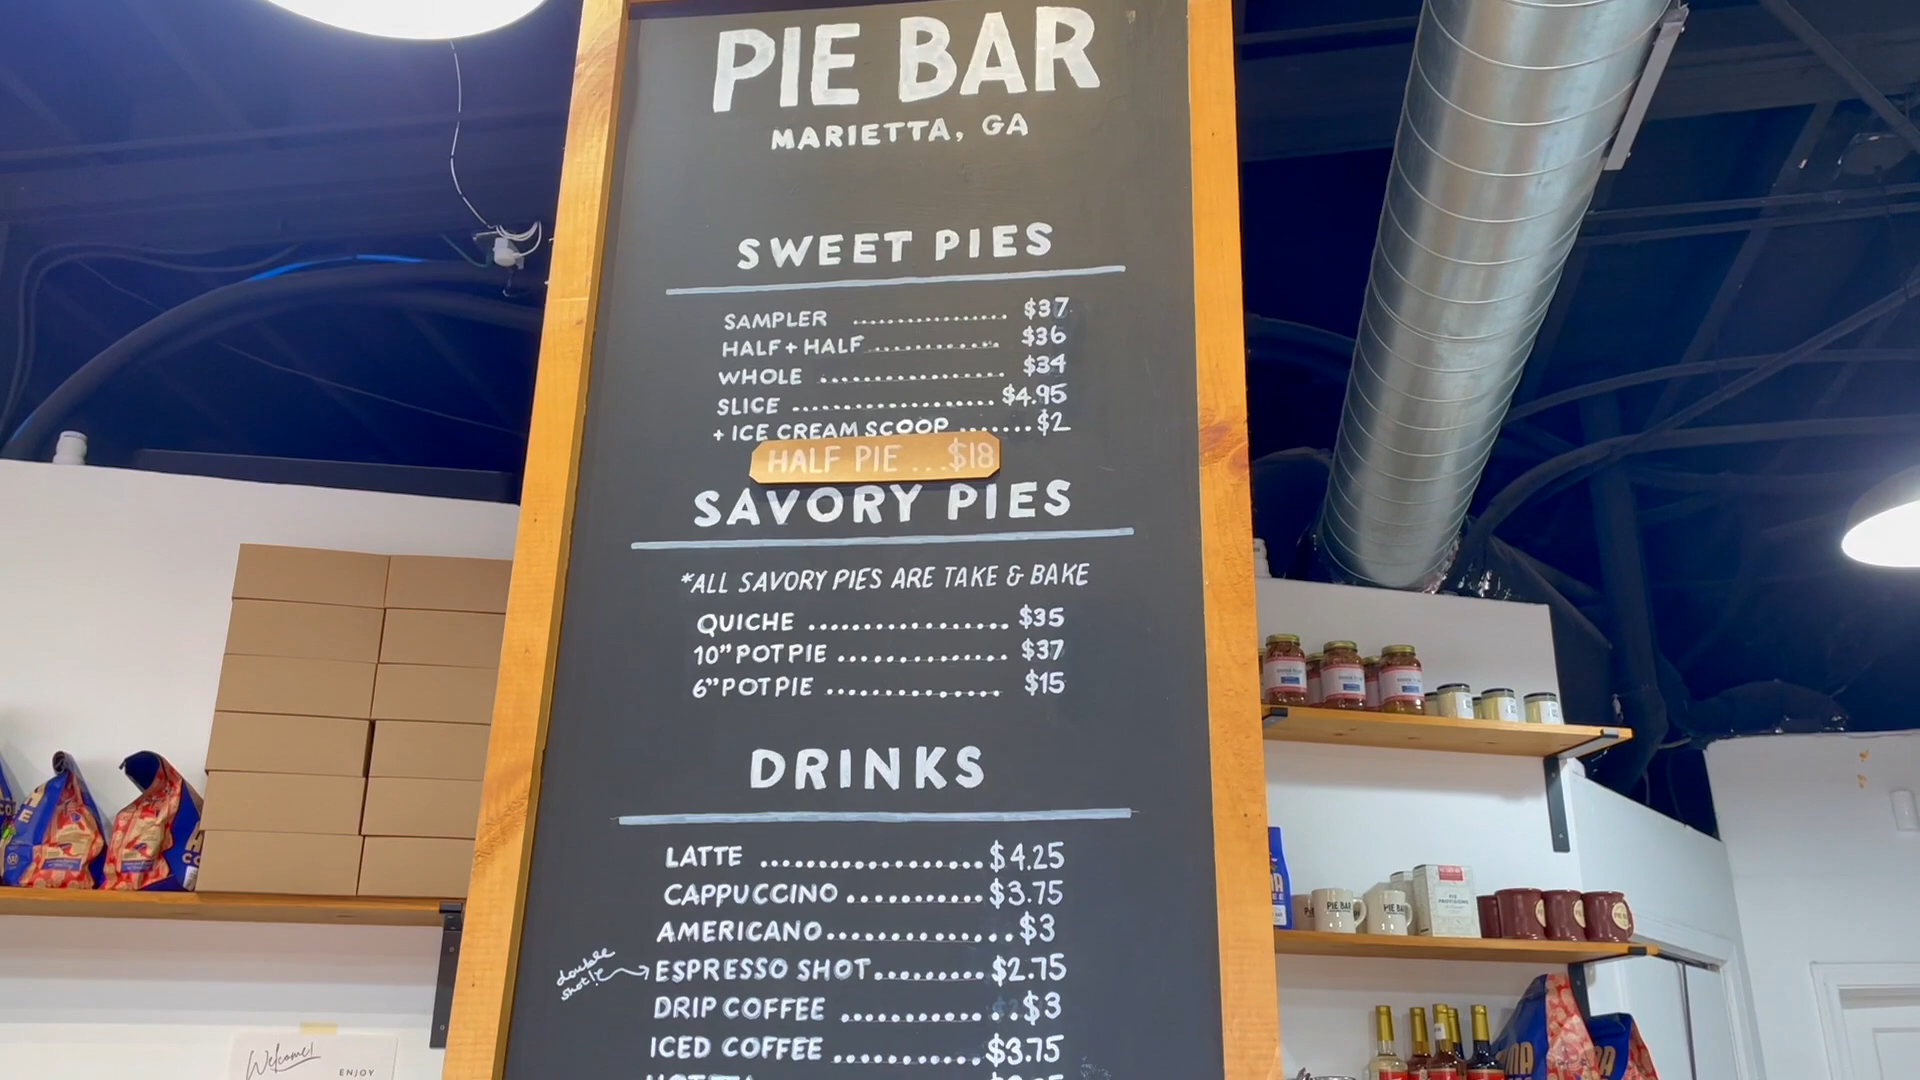 PIE BAR
MARIETTA, GA
SWEET PIES
SAMPLER ................ $37
HALF + HALF ............. $36
WHOLE ................. $34
SLICE .................... $4.95
+ ICE CREAM SCOOP ....... $2
HALF PIE ... $18
SAVORY PIES
*ALL SAVORY PIES ARE TAKE & BAKE
QUICHE ................. $35
10" POT PIE .............. $37
6" POT PIE ............... $15
DRINKS
LATTE .................... $4.25
CAPPUCCINO ............ $3.75
AMERICANO ............... $3
double shot!
ESPRESSO SHOT ......... $2.75
DRIP COFFEE ............ $3
ICED COFFEE ............ $3.75
Welcome!
ENJOY
PIE BAR
PIE BAR
PIE PROVISIONS